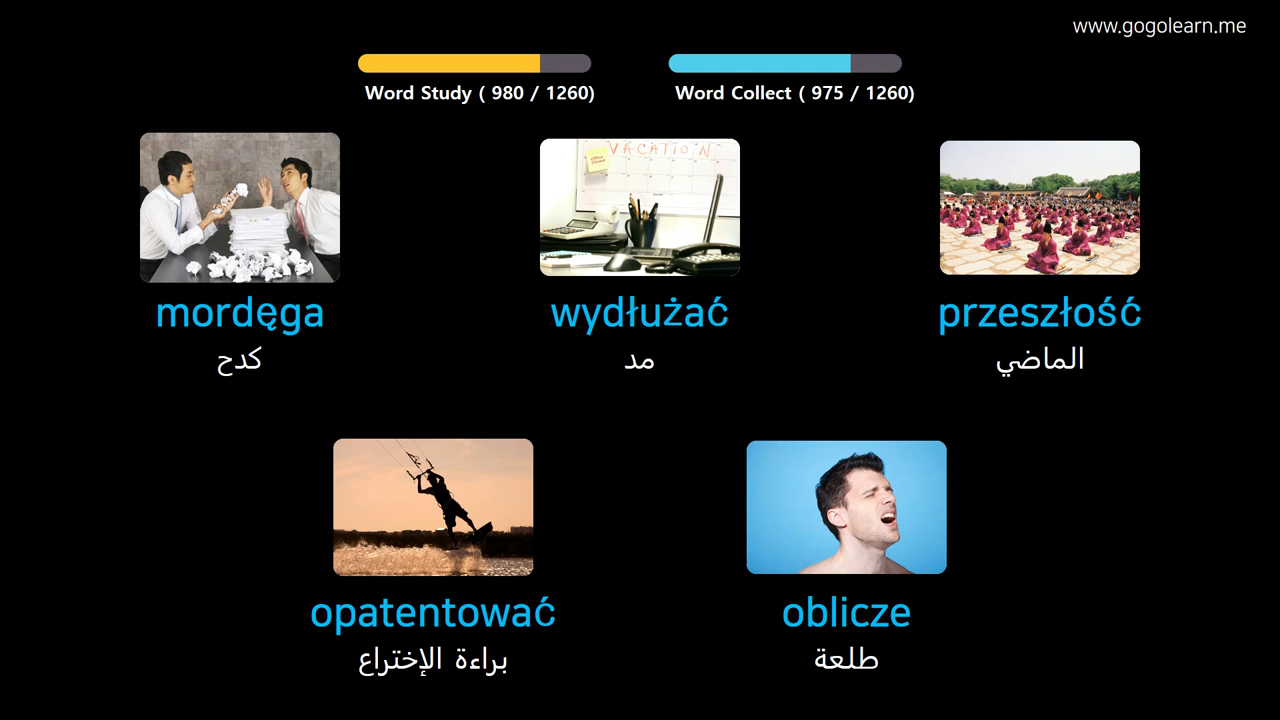 www.gogolearn.me
Word Study ( 980 / 1260)
Word Collect ( 975 / 1260)
VACATION
mordęga
wydłużać
przeszłość
كدح
مد
الماضي
opatentować
oblicze
براءة الإختراع
طلعة